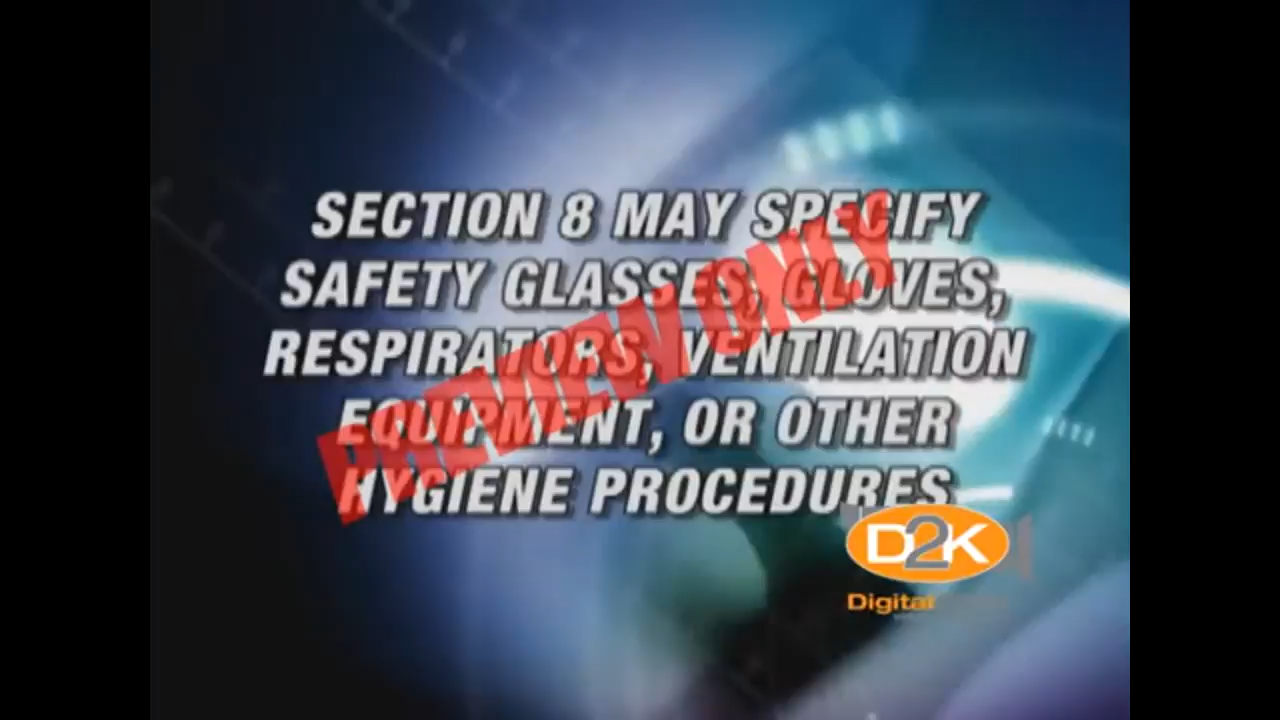 SECTION 8 MAY SPECIFY
SAFETY GLASSES, GLOVES,
RESPIRATORS, VENTILATION
EQUIPMENT, OR OTHER
HYGIENE PROCEDURES
PREVIEW ONLY
D2K
Digital